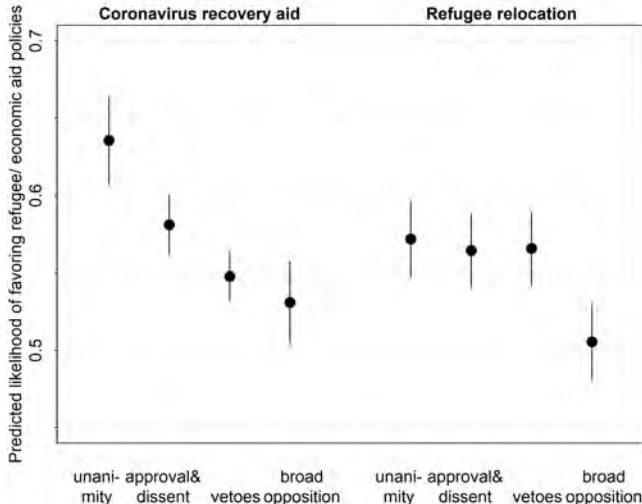 Coronavirus recovery aid
Refugee relocation
Predicted likelihood of favoring refugee/ economic aid policies
0.7
0.6
0.5
unani-
mity
approval&
dissent
vetoes
broad
opposition
unani-
mity
approval&
dissent
vetoes
broad
opposition